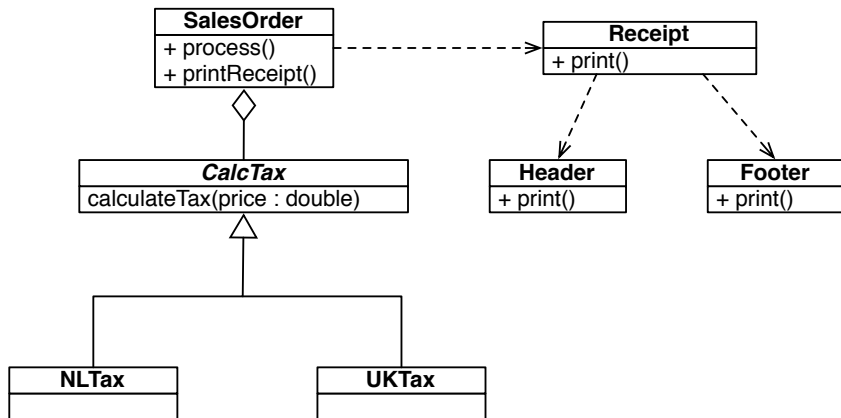 SalesOrder
+ process()
+ printReceipt()
Receipt
+ print()
CalcTax
calculateTax(price : double)
Header
+ print()
Footer
+ print()
NLTax
UKTax